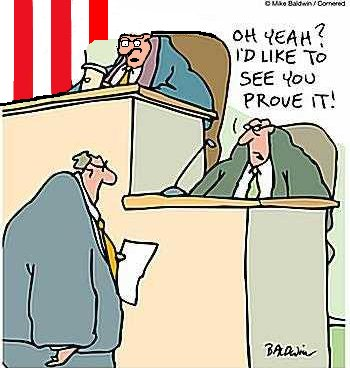 © Mike Baldwin / Cornered
OH YEAH?
I'D LIKE TO
SEE YOU
PROVE IT!
BALDWIN